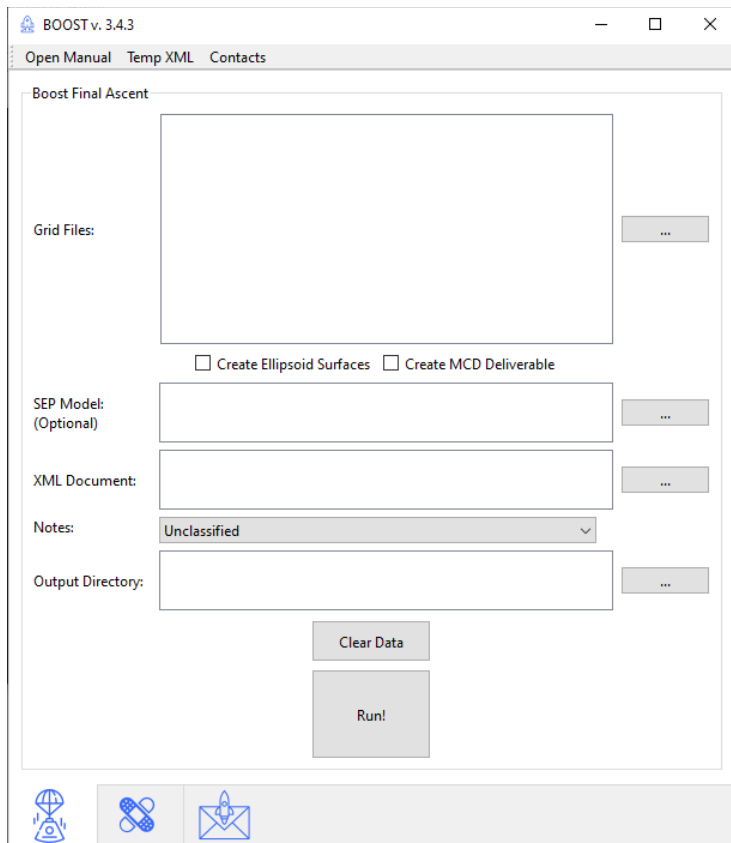 BOOST v. 3.4.3
Open Manual Temp XML Contacts
Boost Final Ascent
Grid Files:
...
Create Ellipsoid Surfaces Create MCD Deliverable
SEP Model:
(Optional)
...
XML Document:
...
Notes:
Unclassified
Output Directory:
...
Clear Data
Run!